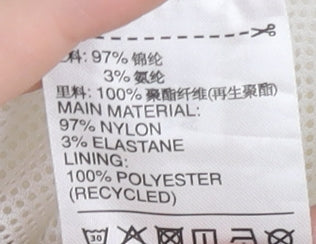 料: 97% 锦纶
3% 氨纶
里料: 100% 聚酯纤维(再生聚酯)
MAIN MATERIAL:
97% NYLON
3% ELASTANE
LINING:
100% POLYESTER
(RECYCLED)
30